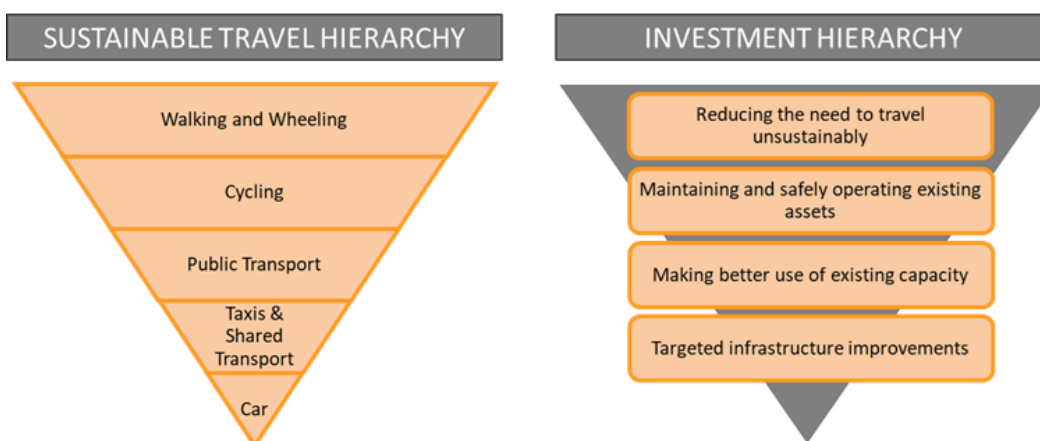 SUSTAINABLE TRAVEL HIERARCHY
Walking and Wheeling
Cycling
Public Transport
Taxis &
Shared
Transport
Car
INVESTMENT HIERARCHY
Reducing the need to travel
unsustainably
Maintaining and safely operating existing
assets
Making better use of existing capacity
Targeted infrastructure improvements